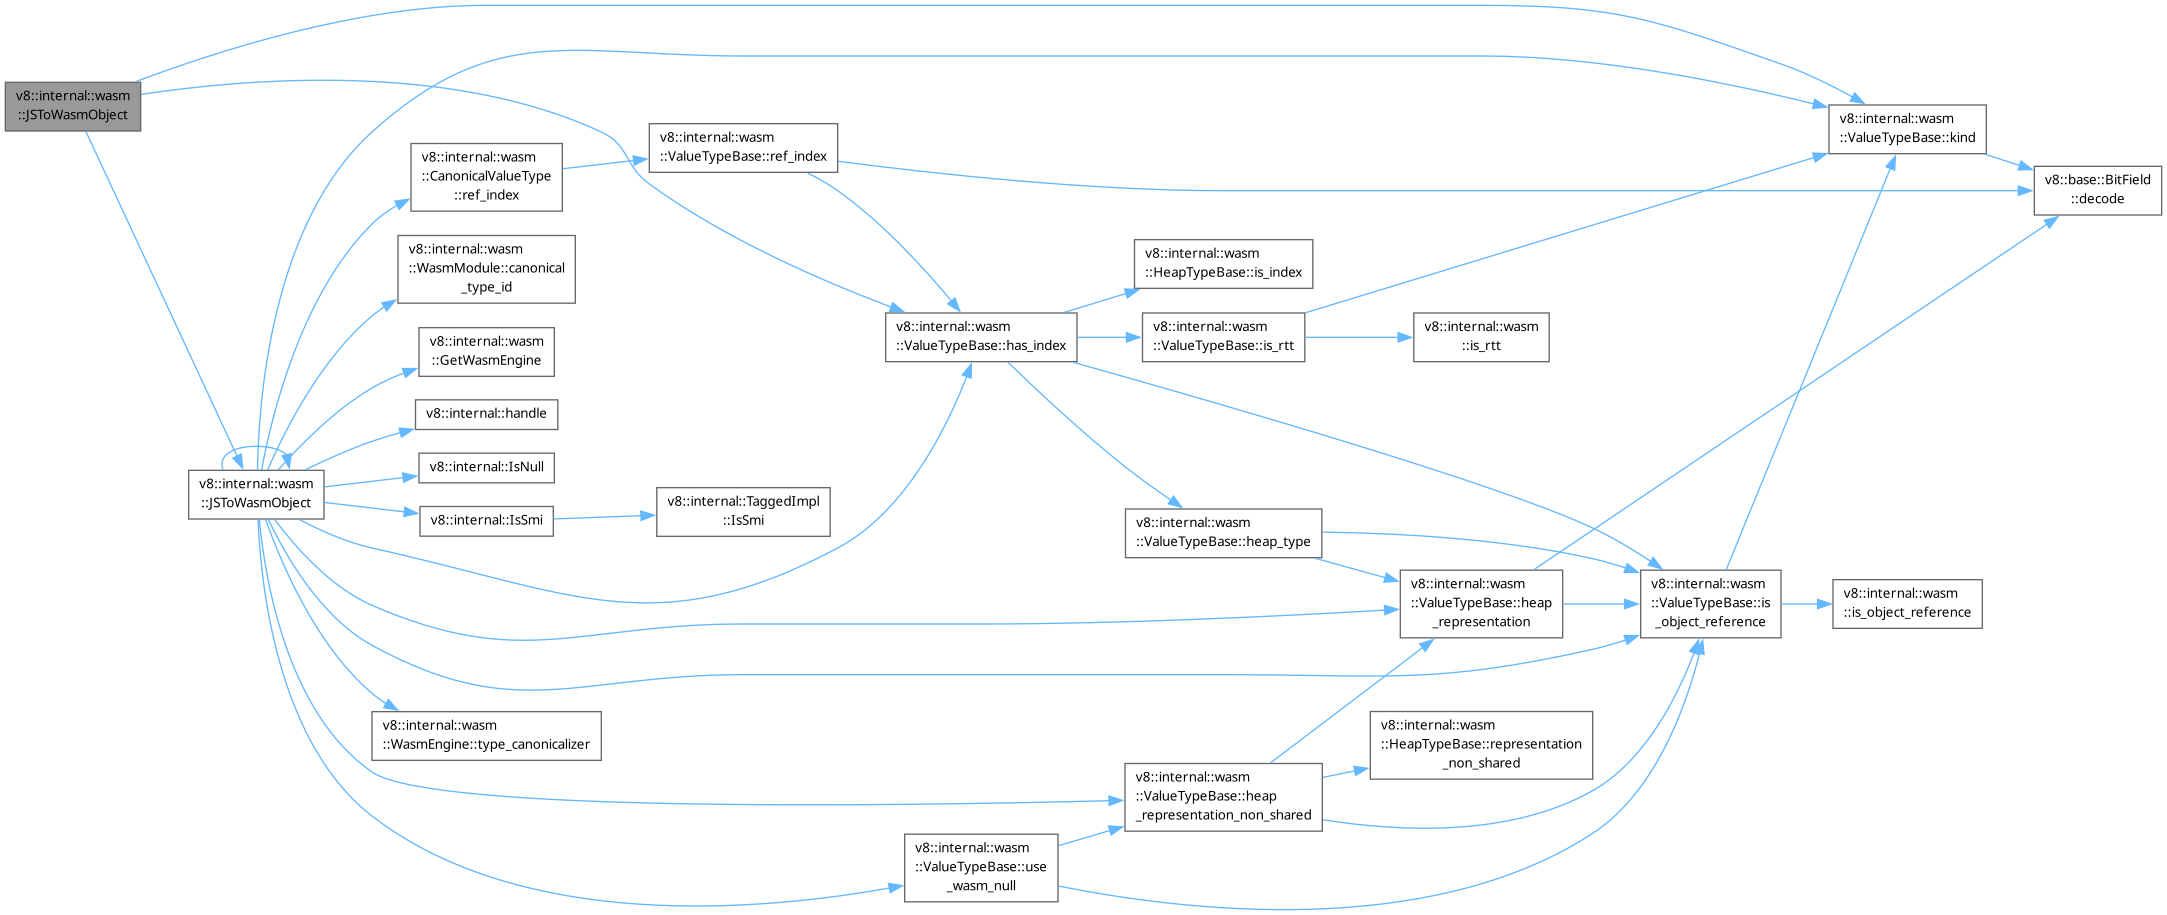 v8::internal::wasm
::JSToWasmObject
v8::internal::wasm
::JSToWasmObject
v8::internal::wasm
::CanonicalValueType
::ref_index
v8::internal::wasm
::WasmModule::canonical
_type_id
v8::internal::wasm
::GetWasmEngine
v8::internal::handle
v8::internal::IsNull
v8::internal::IsSmi
v8::internal::wasm
::WasmEngine::type_canonicalizer
v8::internal::wasm
::ValueTypeBase::ref_index
v8::internal::TaggedImpl
::IsSmi
v8::internal::wasm
::ValueTypeBase::has_index
v8::internal::wasm
::ValueTypeBase::use
_wasm_null
v8::internal::wasm
::HeapTypeBase::is_index
v8::internal::wasm
::ValueTypeBase::is_rtt
v8::internal::wasm
::ValueTypeBase::heap_type
v8::internal::wasm
::ValueTypeBase::heap
_representation_non_shared
v8::internal::wasm
::is_rtt
v8::internal::wasm
::ValueTypeBase::heap
_representation
v8::internal::wasm
::HeapTypeBase::representation
_non_shared
v8::internal::wasm
::ValueTypeBase::is
_object_reference
v8::internal::wasm
::ValueTypeBase::kind
v8::internal::wasm
::is_object_reference
v8::base::BitField
::decode